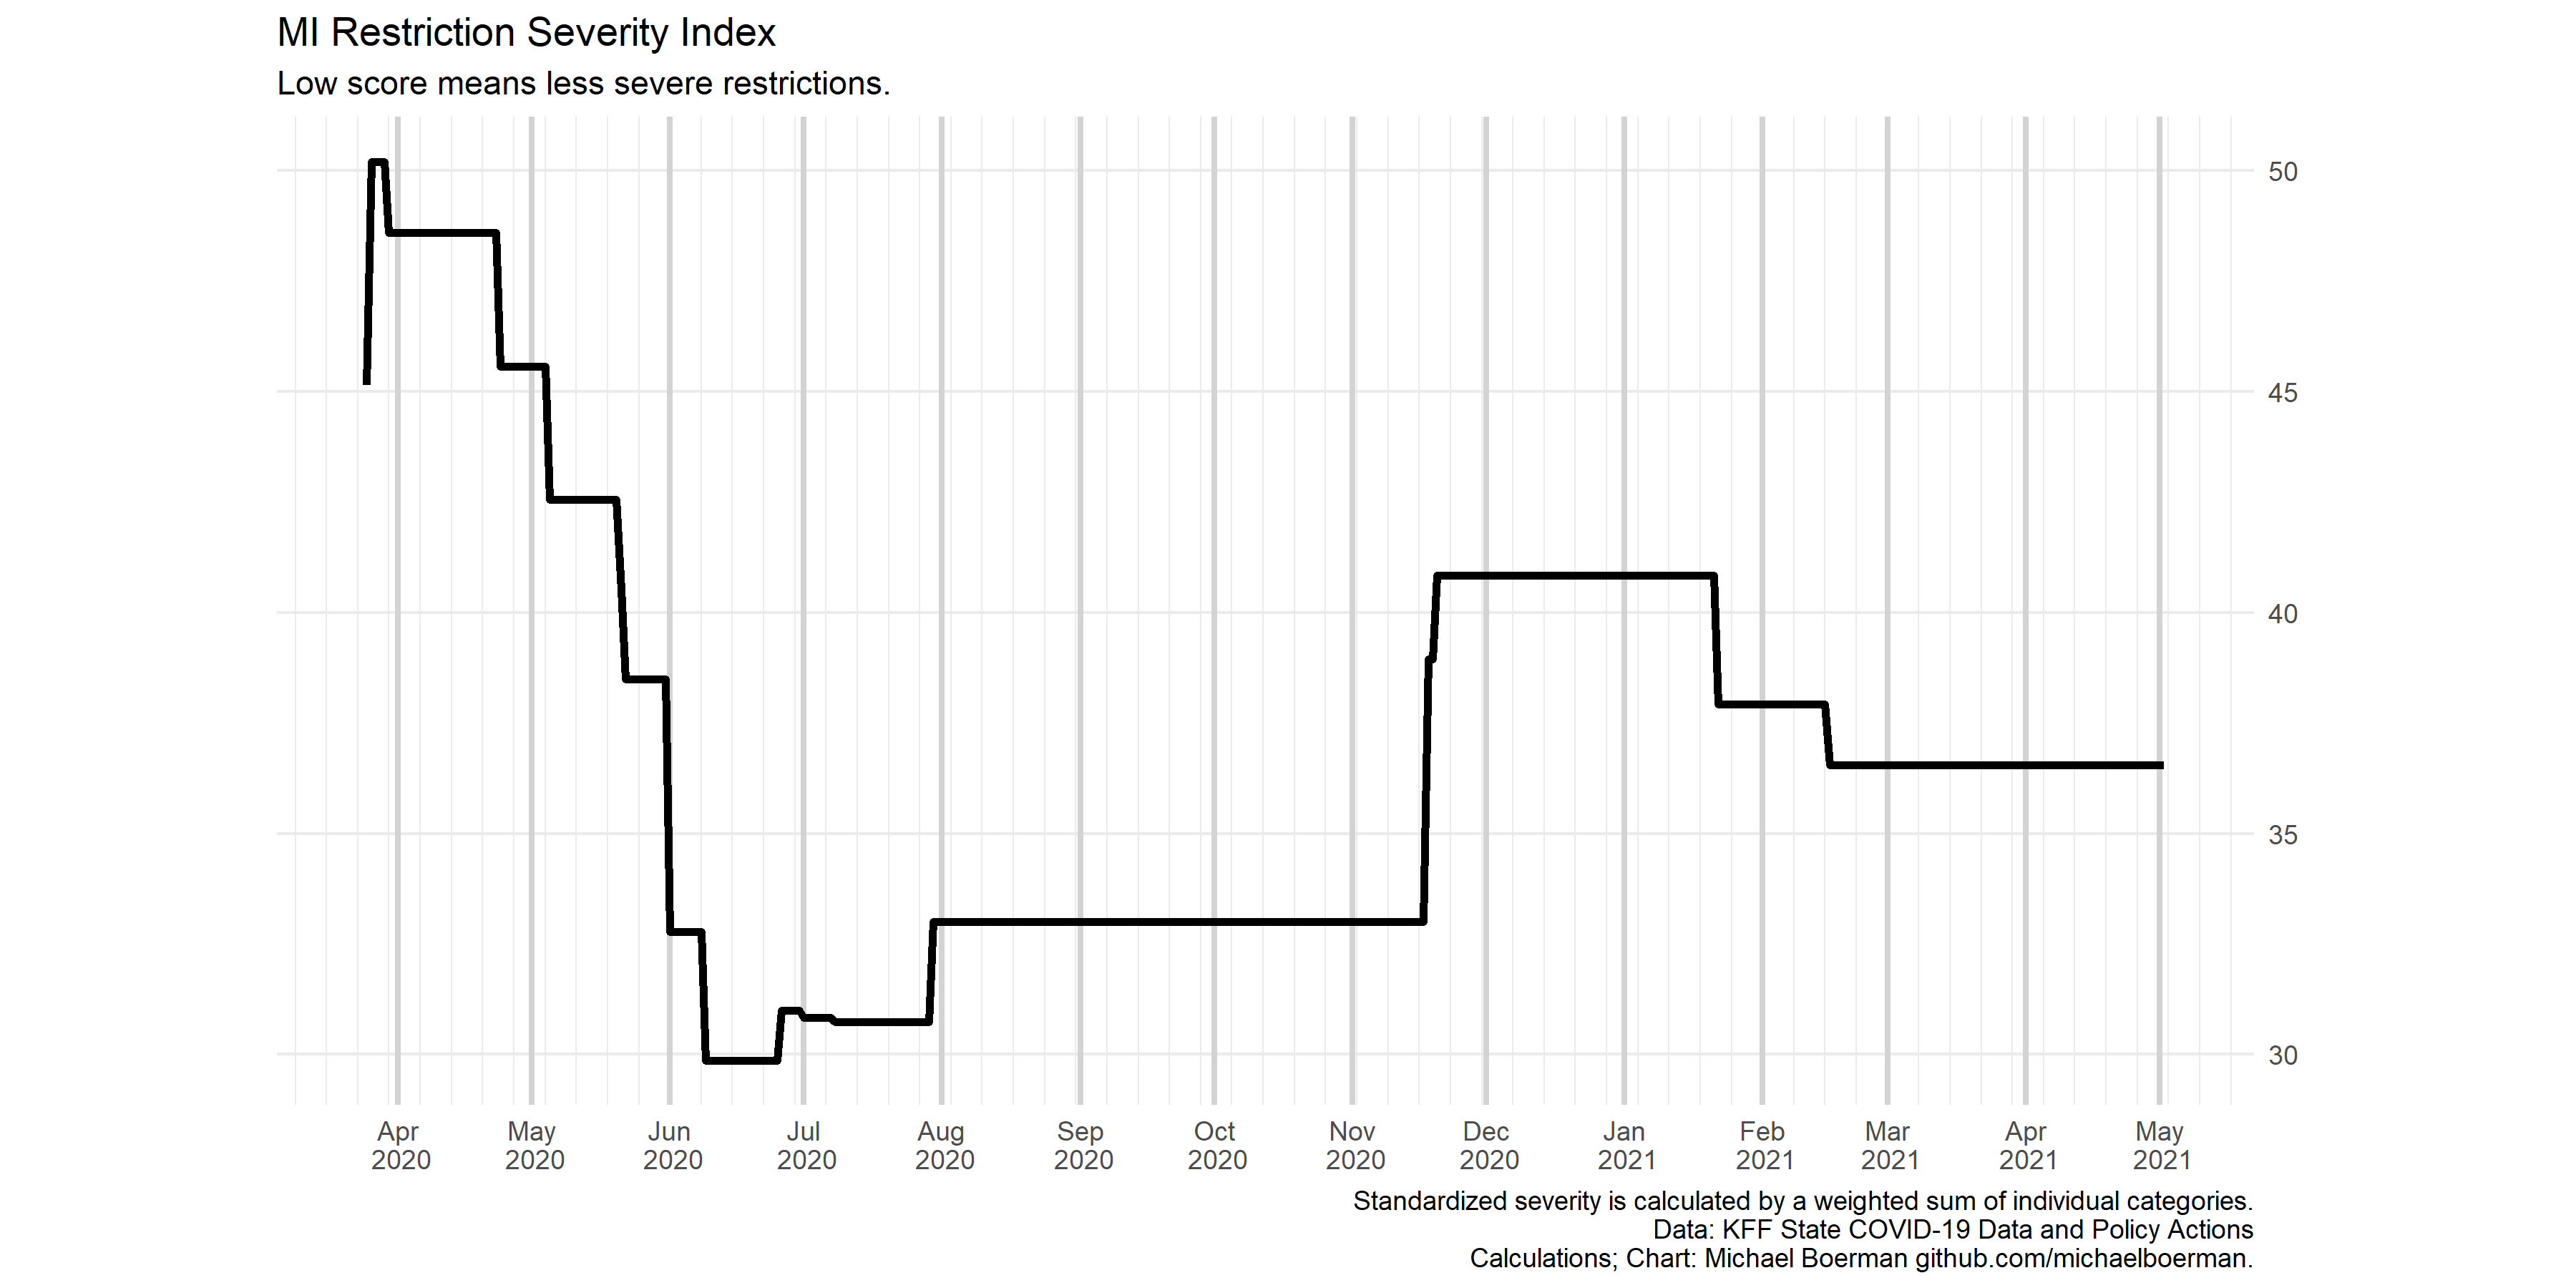 MI Restriction Severity Index
Low score means less severe restrictions.
50
45
40
35
30
Apr May Jun Jul Aug Sep Oct Nov Dec Jan Feb Mar Apr May
2020 2020 2020 2020 2020 2020 2020 2020 2020 2021 2021 2021 2021 2021
Standardized severity is calculated by a weighted sum of individual categories.
Data: KFF State COVID-19 Data and Policy Actions
Calculations; Chart: Michael Boerman github.com/michaelboerman.